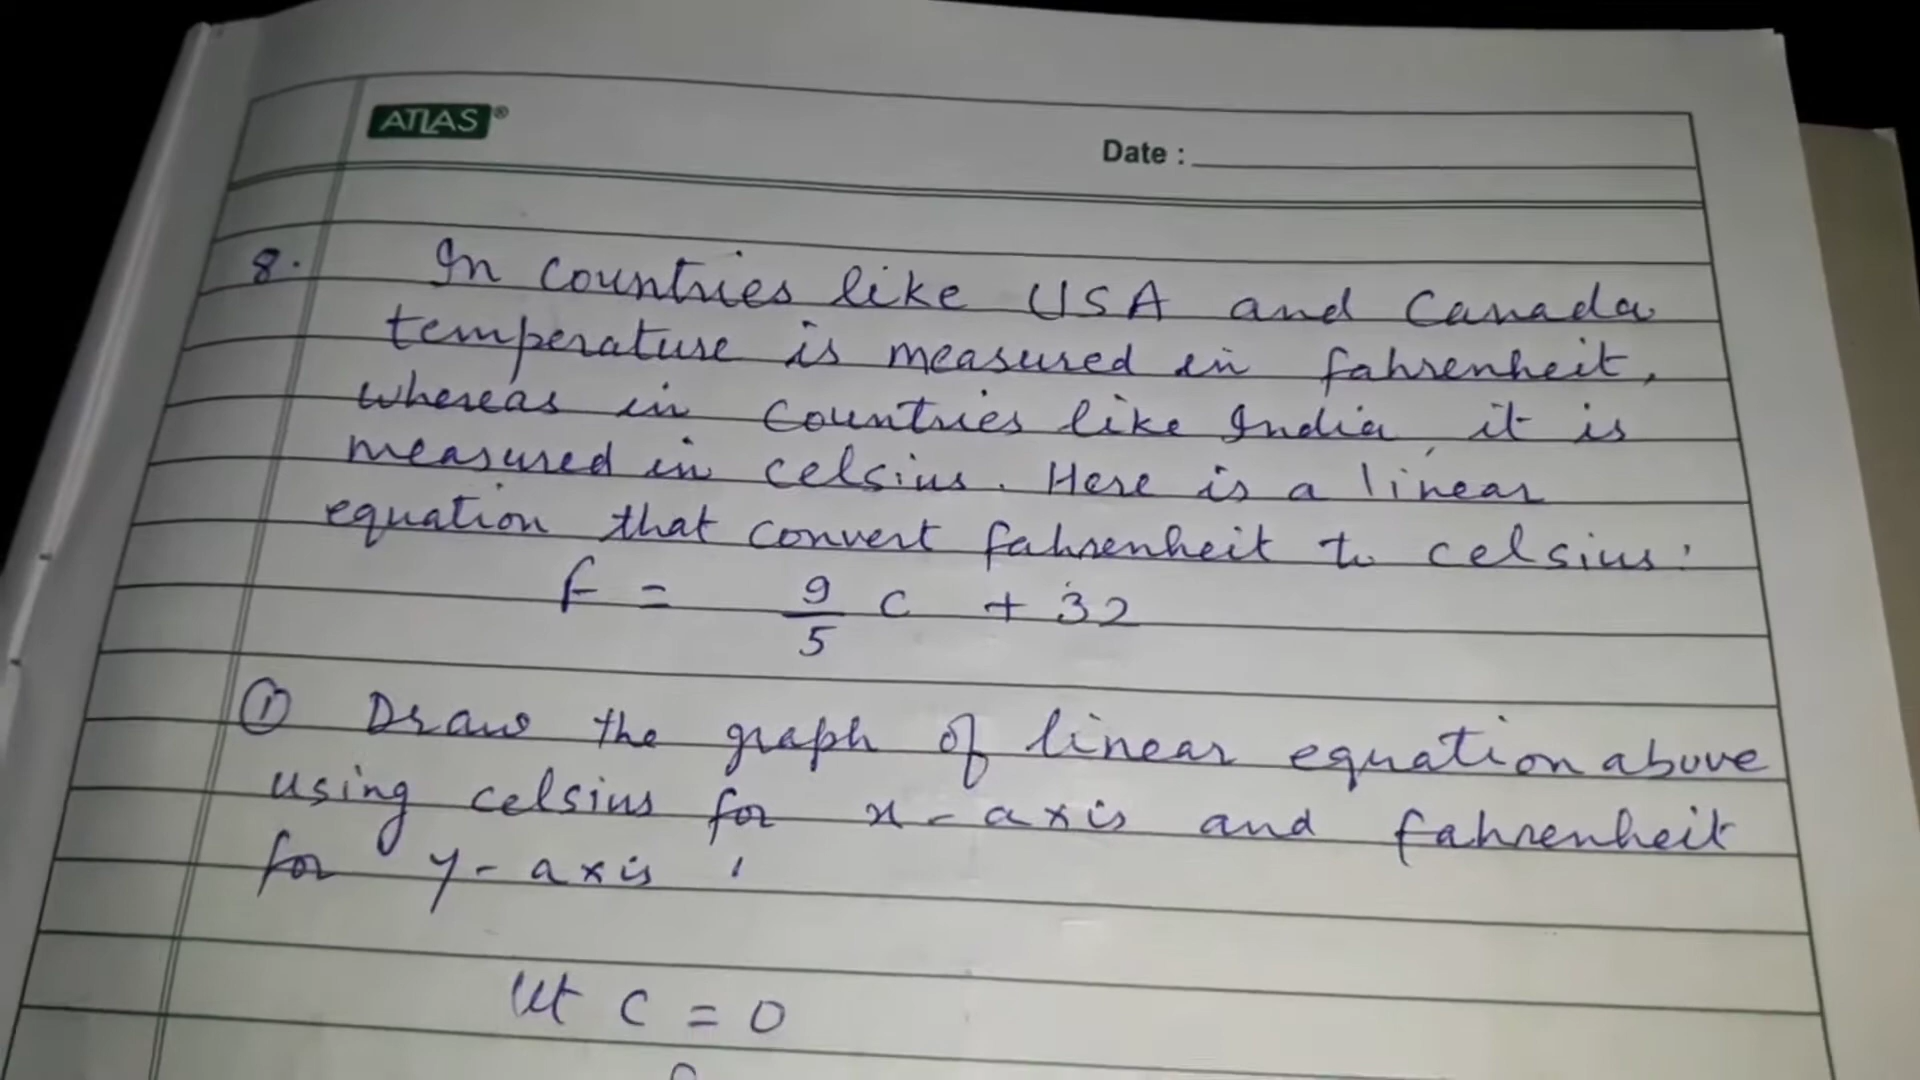 ATLAS®
Date :
8. In Countries like USA and Canada
temperature is measured in fahrenheit,
whereas in Countries like India, it is
measured in celsius. Here is a linear
equation that convert fahrenheit to celsius:
F = 9/5 C + 32
① Draw the graph of linear equation above
using celsius for x-axis and fahrenheit
for y-axis.
let C = 0